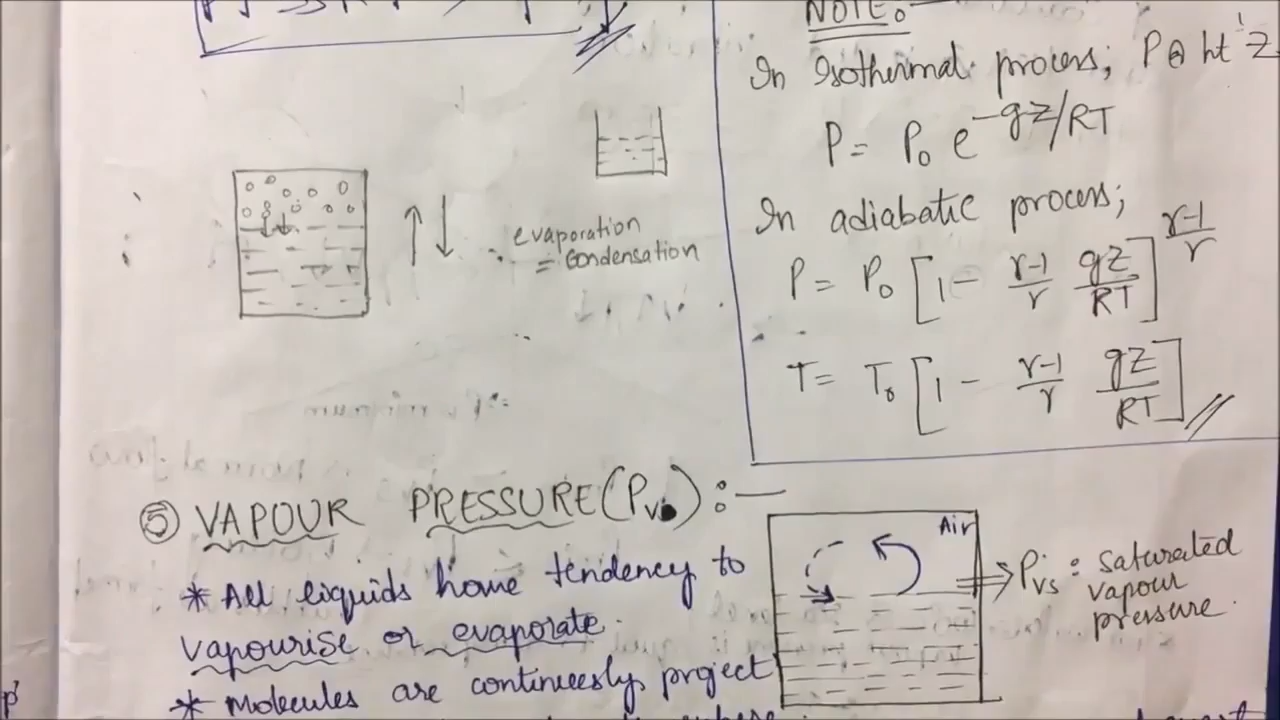 NOTE:-
In Isothermal process; P @ ht 'Z'
P = P₀ e^-gz/RT
In adiabatic process;
P = P₀ [1 - γ-1/γ gZ/RT]^γ-1/γ
T = T₀ [1 - γ-1/γ gZ/RT]
evaporation
= condensation
⑤ VAPOUR PRESSURE (Pv) :-
* All liquids home tendency to
vapourise or evaporate.
* Molecules are continuesly project
Air
Pvs : saturated
vapour
pressure.